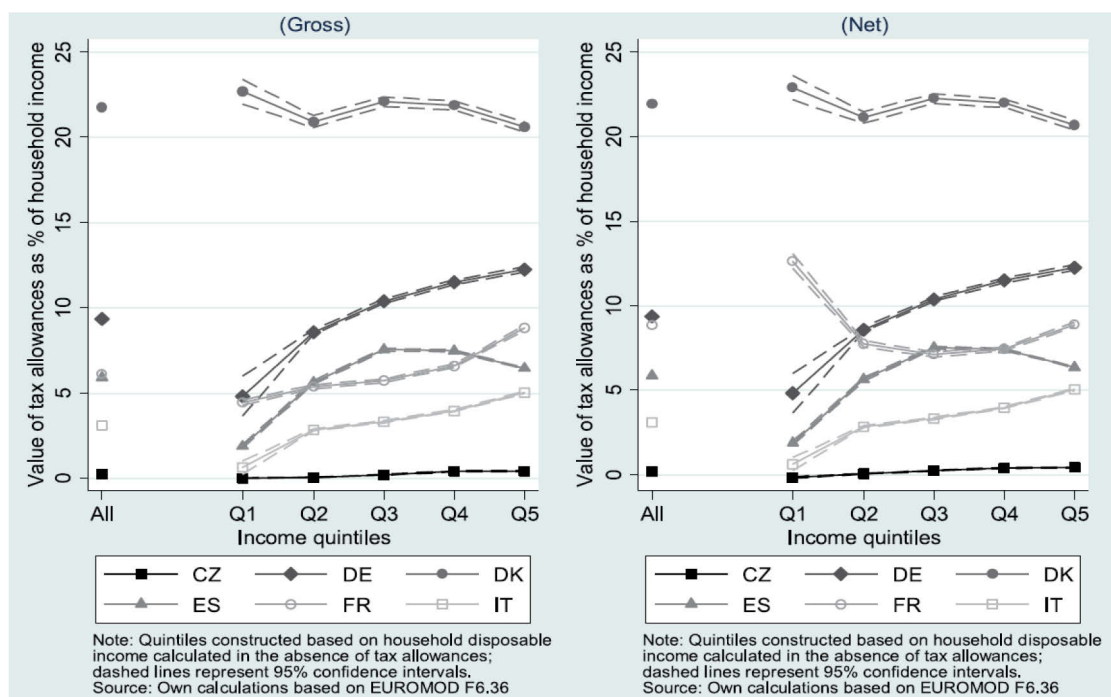 (Gross)
Value of tax allowances as % of household income
25
20
15
10
5
0
All Q1 Q2 Q3 Q4 Q5
Income quintiles
CZ DE DK
ES FR IT
Note: Quintiles constructed based on household disposable
income calculated in the absence of tax allowances;
dashed lines represent 95% confidence intervals.
Source: Own calculations based on EUROMOD F6.36
(Net)
Value of tax allowances as % of household income
25
20
15
10
5
0
All Q1 Q2 Q3 Q4 Q5
Income quintiles
CZ DE DK
ES FR IT
Note: Quintiles constructed based on household disposable
income calculated in the absence of tax allowances;
dashed lines represent 95% confidence intervals.
Source: Own calculations based on EUROMOD F6.36